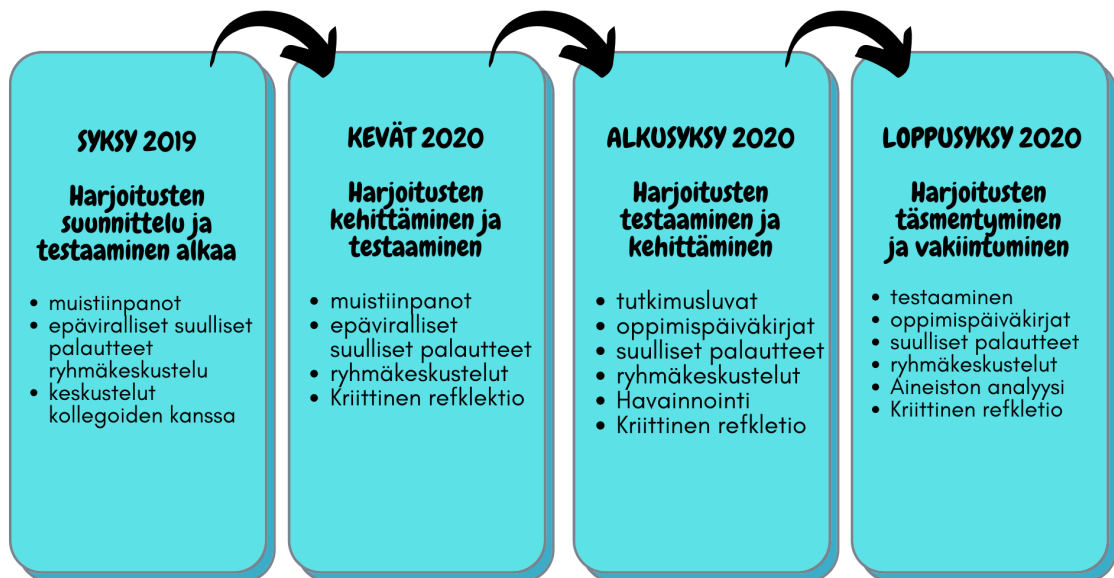 SYKSY 2019
Harjoitusten
suunnittelu ja
testaaminen alkaa
• muistiinpanot
• epäviralliset suulliset
palautteet
ryhmäkeskustelu
• keskustelut
kollegoiden kanssa
KEVÄT 2020
Harjoitusten
kehittäminen ja
testaaminen
• muistiinpanot
• epäviralliset
suulliset palautteet
• ryhmäkeskustelut
• Kriittinen refklektio
ALKUSYKSY 2020
Harjoitusten
testaaminen ja
kehittäminen
• tutkimusluvat
• oppimispäiväkirjat
• suulliset palautteet
• ryhmäkeskustelut
• Havainnointi
• Kriittinen refkletio
LOPPUSYKSY 2020
Harjoitusten
täsmentyminen
ja vakiintuminen
• testaaminen
• oppimispäiväkirjat
• suulliset palautteet
• ryhmäkeskustelut
• Aineiston analyysi
• Kriittinen refkletio